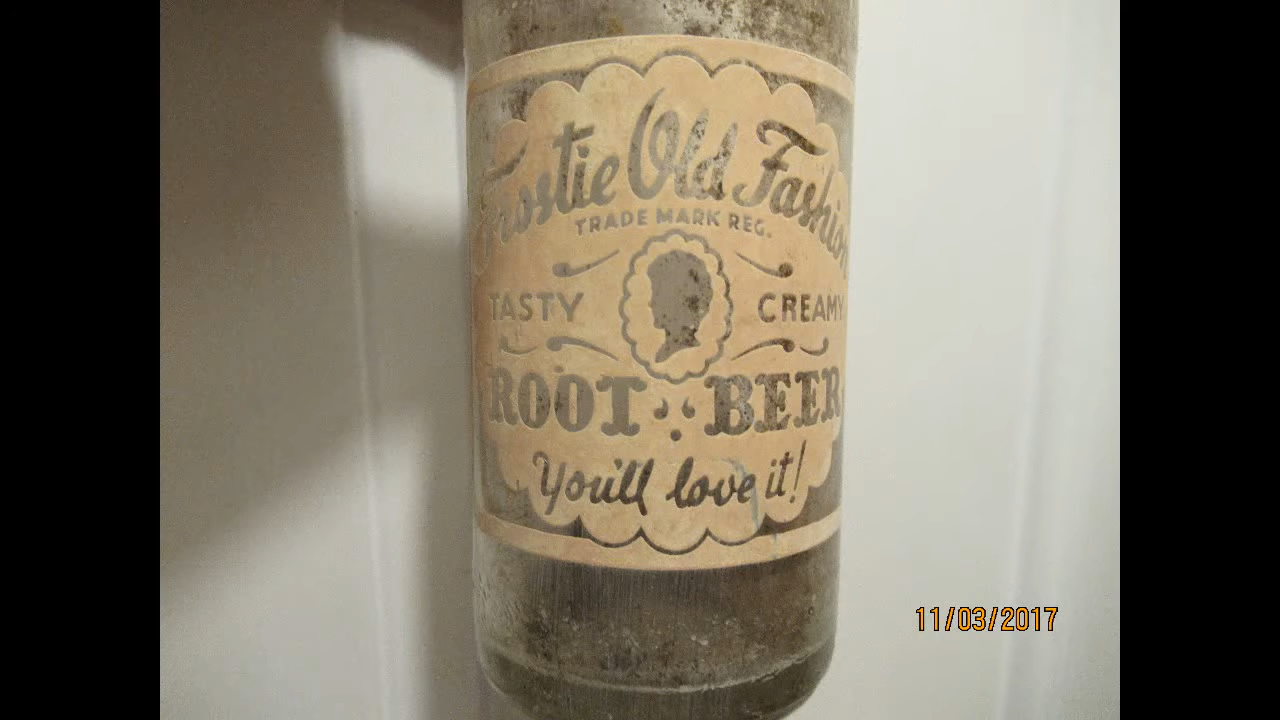 Frostie Old Fashion
TRADE MARK REG.
TASTY CREAMY
ROOT BEER
You'll love it!
11/03/2017